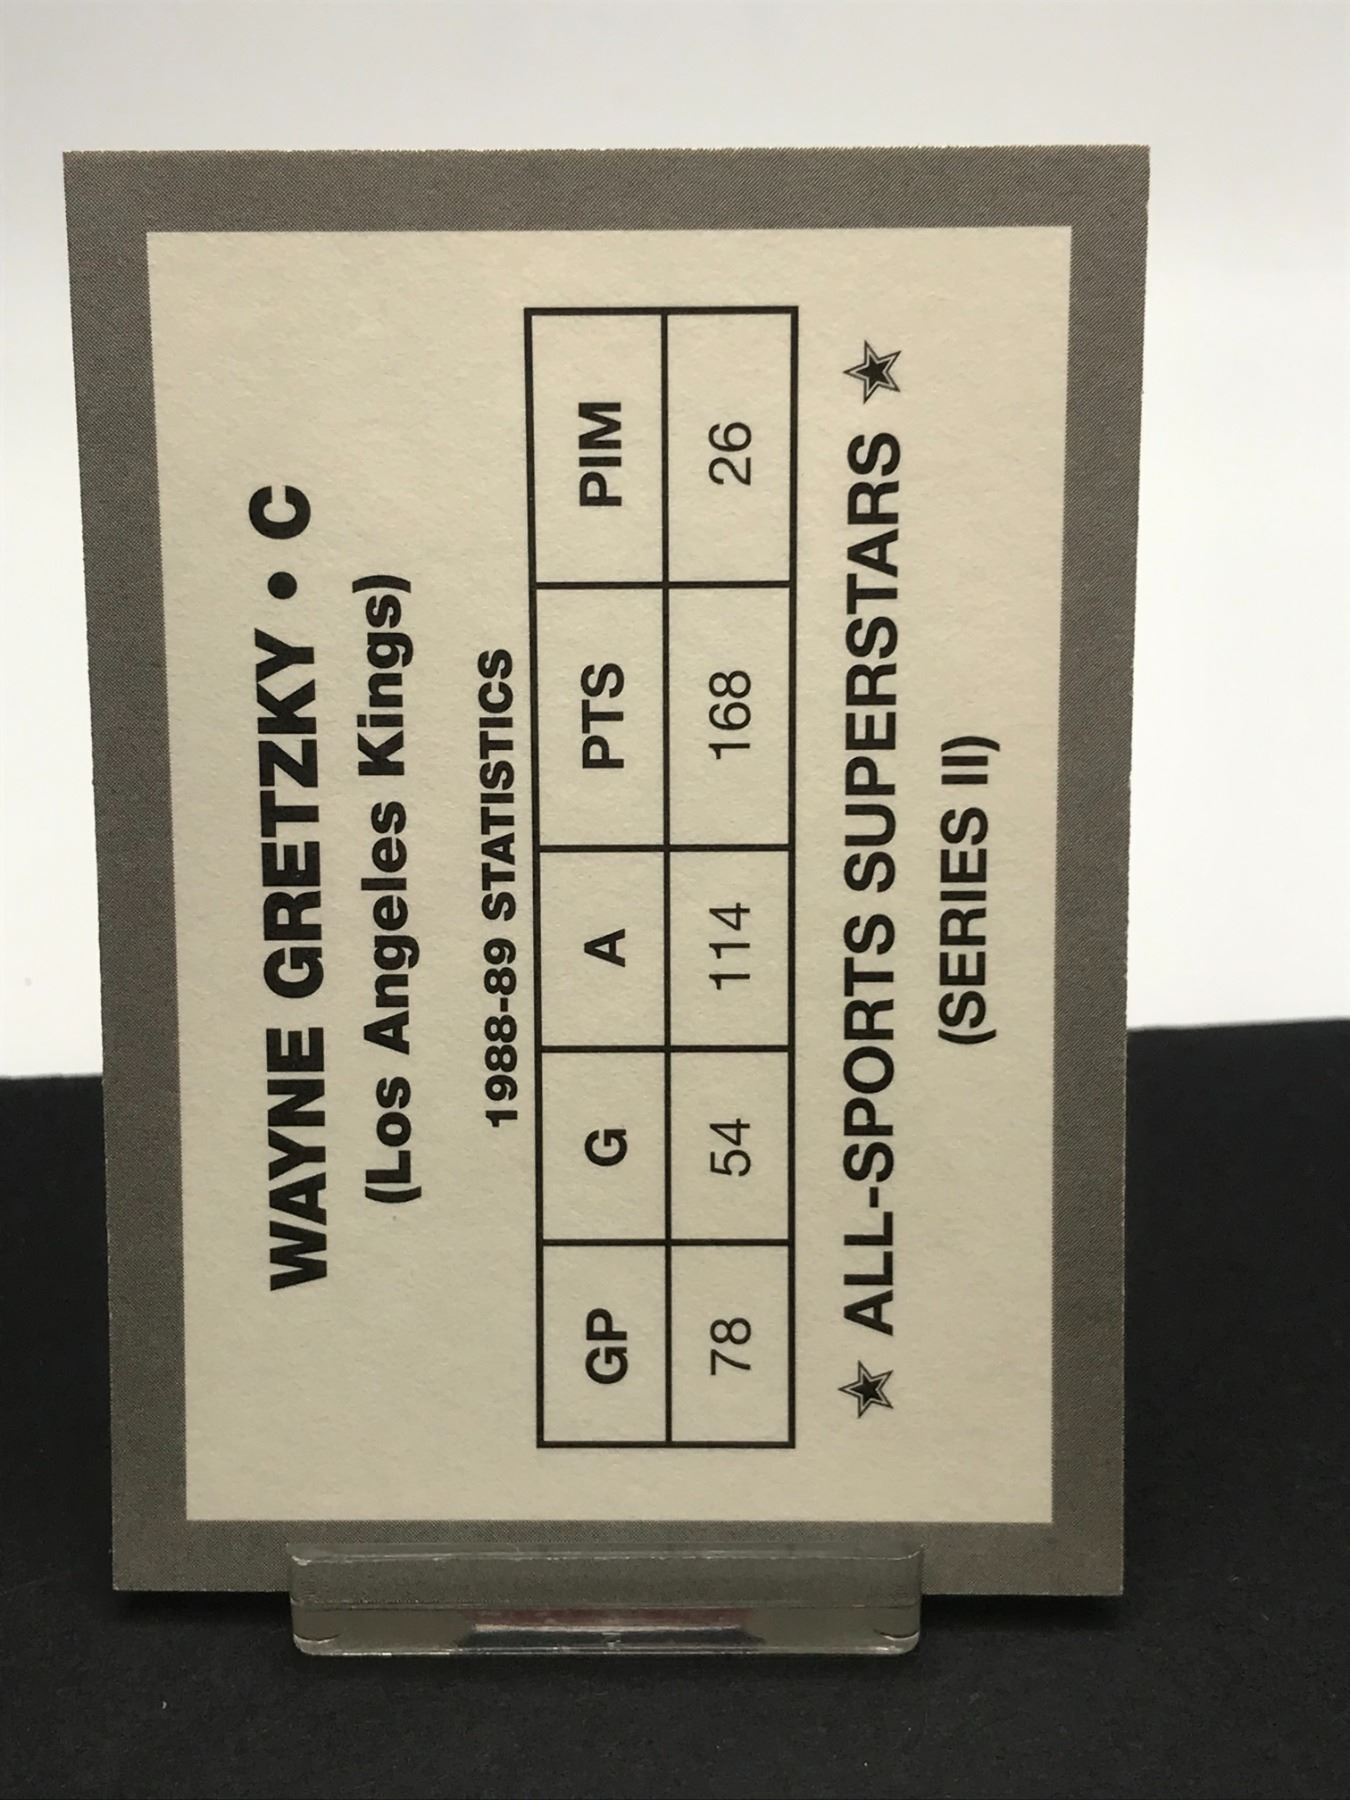 WAYNE GRETZKY • C
(Los Angeles Kings)
1988-89 STATISTICS
GP G A PTS PIM
78 54 114 168 26
★ ALL-SPORTS SUPERSTARS ★
(SERIES II)